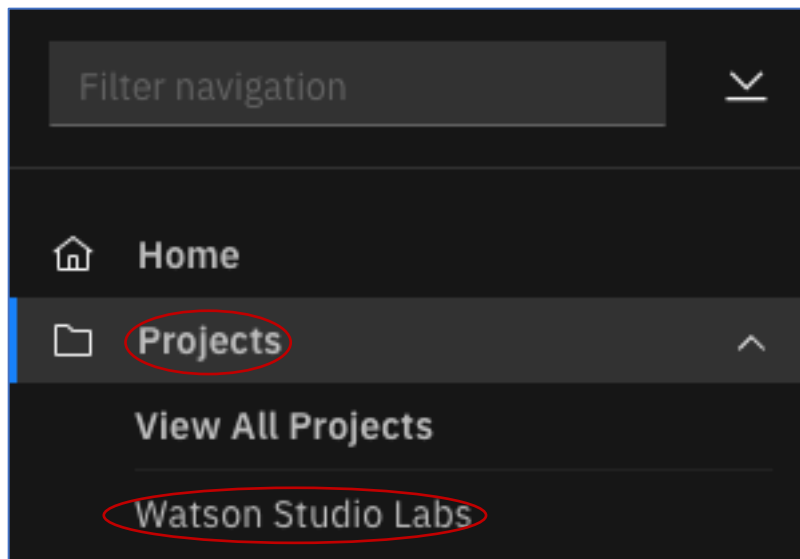 Filter navigation
Home
Projects
View All Projects
Watson Studio Labs